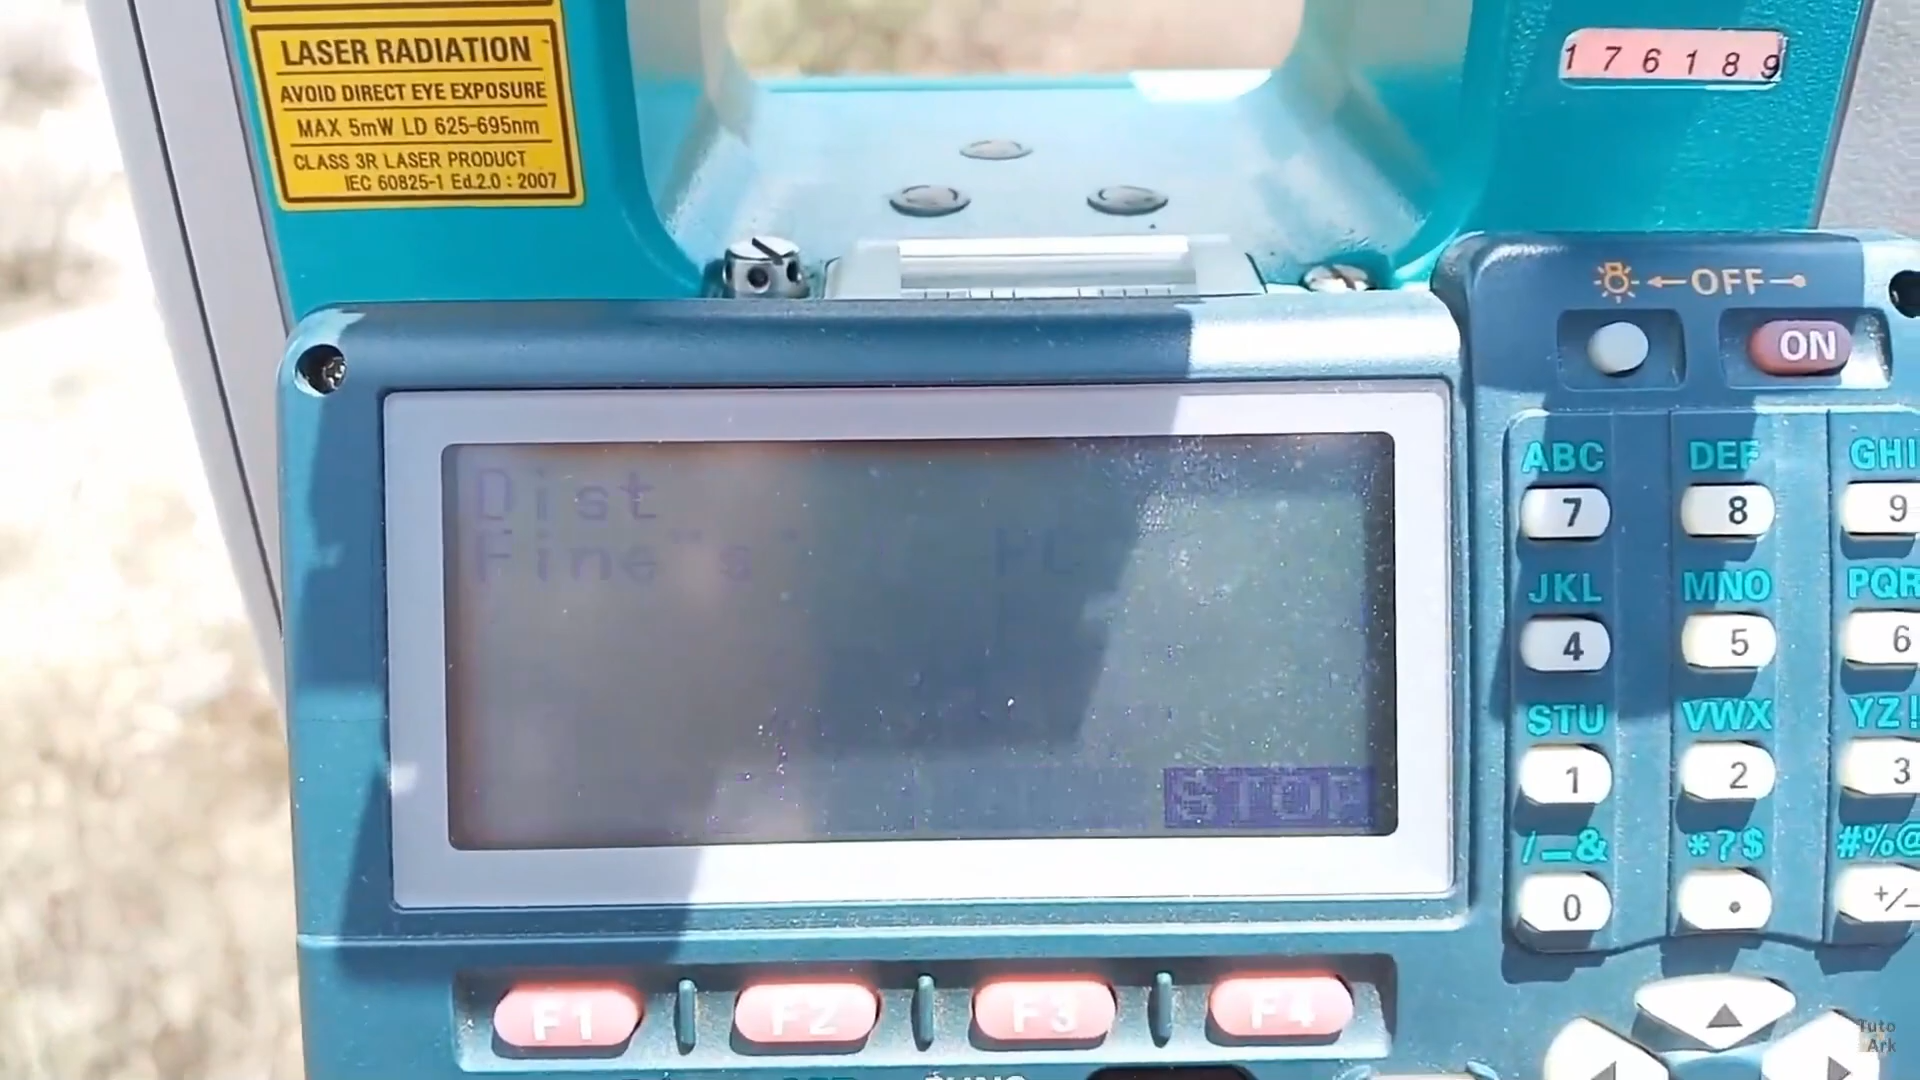 LASER RADIATION
AVOID DIRECT EYE EXPOSURE
MAX 5mW LD 625-695nm
CLASS 3R LASER PRODUCT
IEC 60825-1 Ed.2.0 : 2007
176189
OFF
ON
Dist
Fine"s"
STOP
ABC DEF GHI
7 8 9
JKL MNO PQR
4 5 6
STU VWX YZ!
1 2 3
/_& *?$ #%@
0 . +/-
F1 F2 F3 F4
FUNC
Tuto
Ark